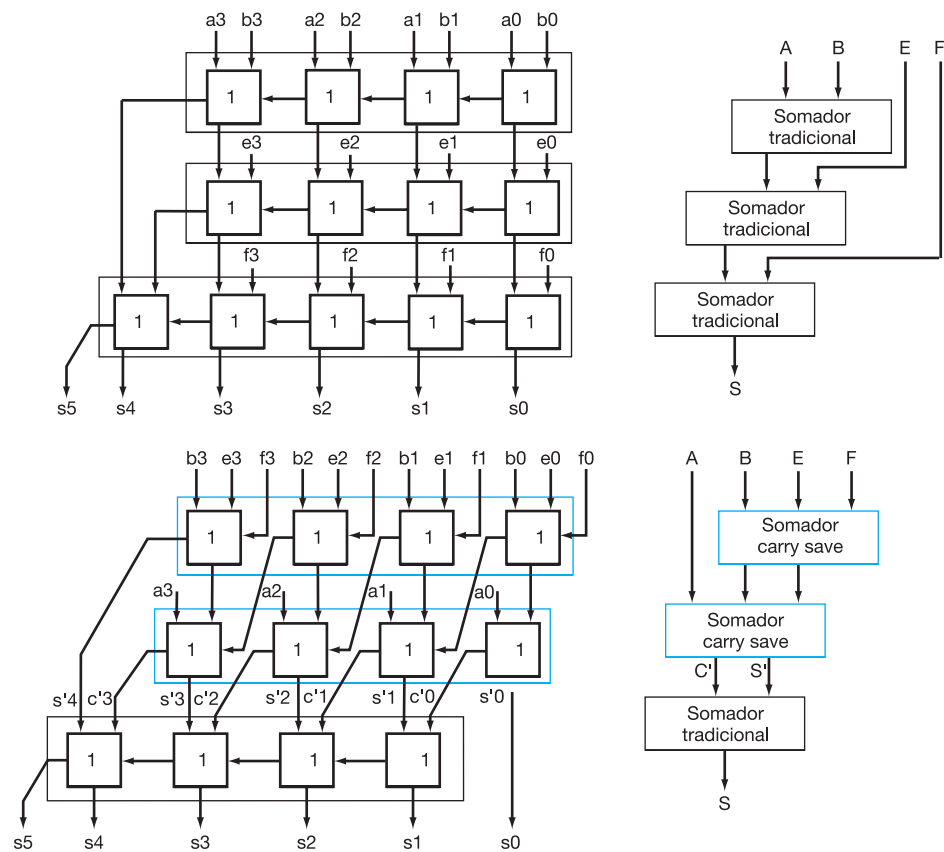 a3 b3 a2 b2 a1 b1 a0 b0
1 1 1 1
e3 e2 e1 e0
1 1 1 1
f3 f2 f1 f0
1 1 1 1 1
s5 s4 s3 s2 s1 s0
A B E F
Somador
tradicional
Somador
tradicional
Somador
tradicional
S
b3 e3 f3 b2 e2 f2 b1 e1 f1 b0 e0 f0
1 1 1 1
a3 a2 a1 a0
1 1 1 1
s'4 c'3 s'3 c'2 s'2 c'1 s'1 c'0 s'0
1 1 1 1
s5 s4 s3 s2 s1 s0
A B E F
Somador
carry save
Somador
carry save
C' S'
Somador
tradicional
S